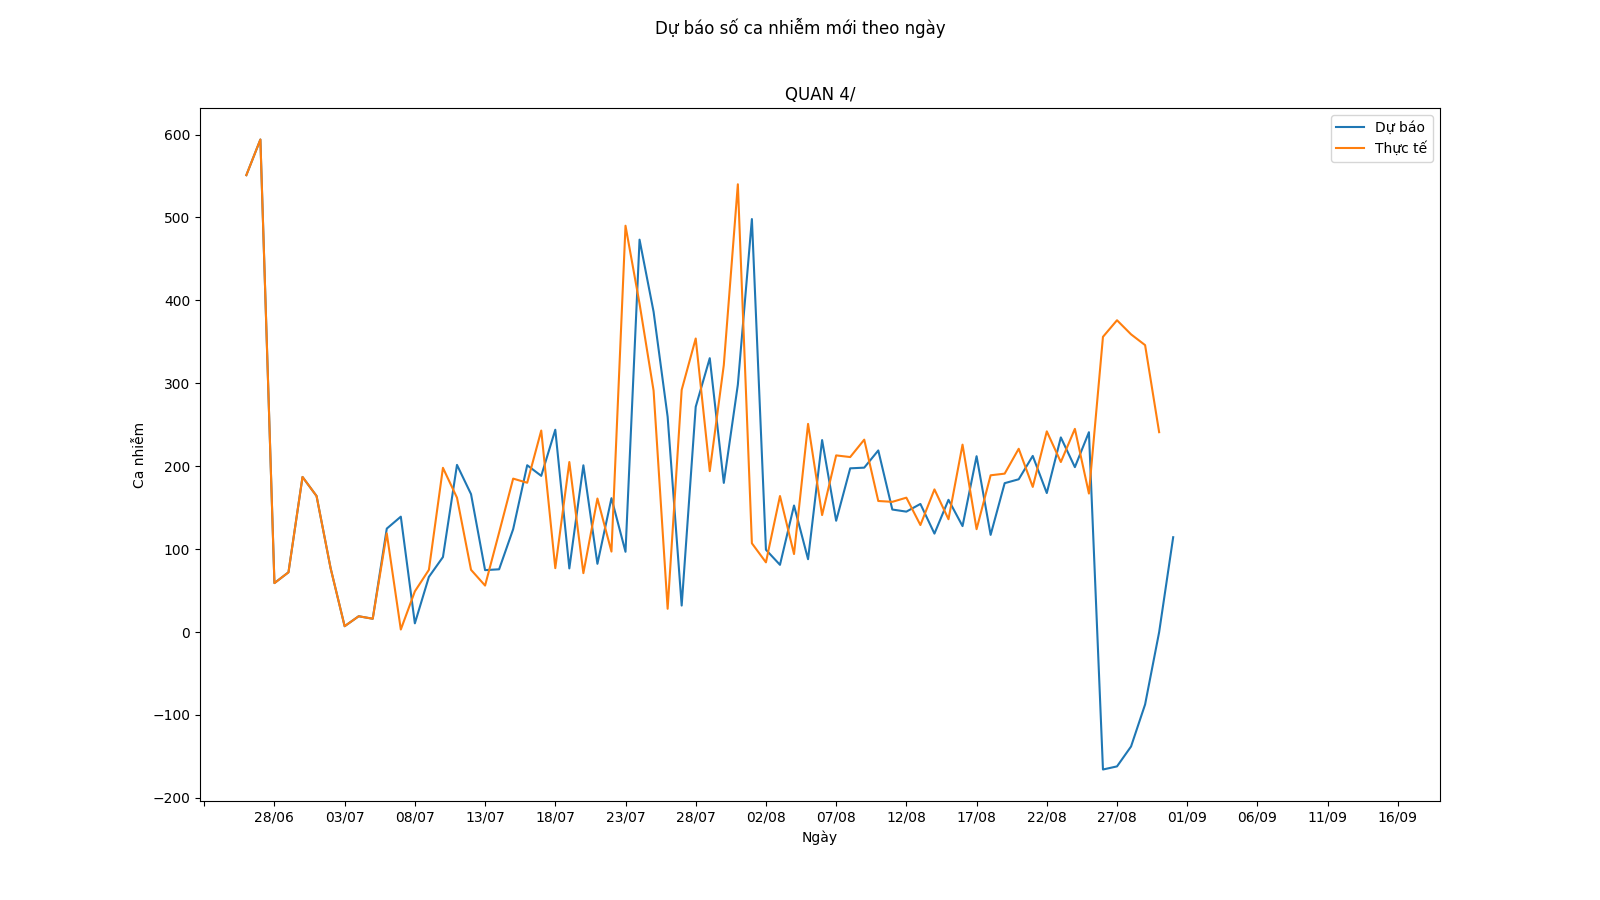 Dự báo số ca nhiễm mới theo ngày
QUAN 4/
Dự báo
Thực tế
600
500
400
300
200
100
0
−100
−200
Ca nhiễm
28/06 03/07 08/07 13/07 18/07 23/07 28/07 02/08 07/08 12/08 17/08 22/08 27/08 01/09 06/09 11/09 16/09
Ngày